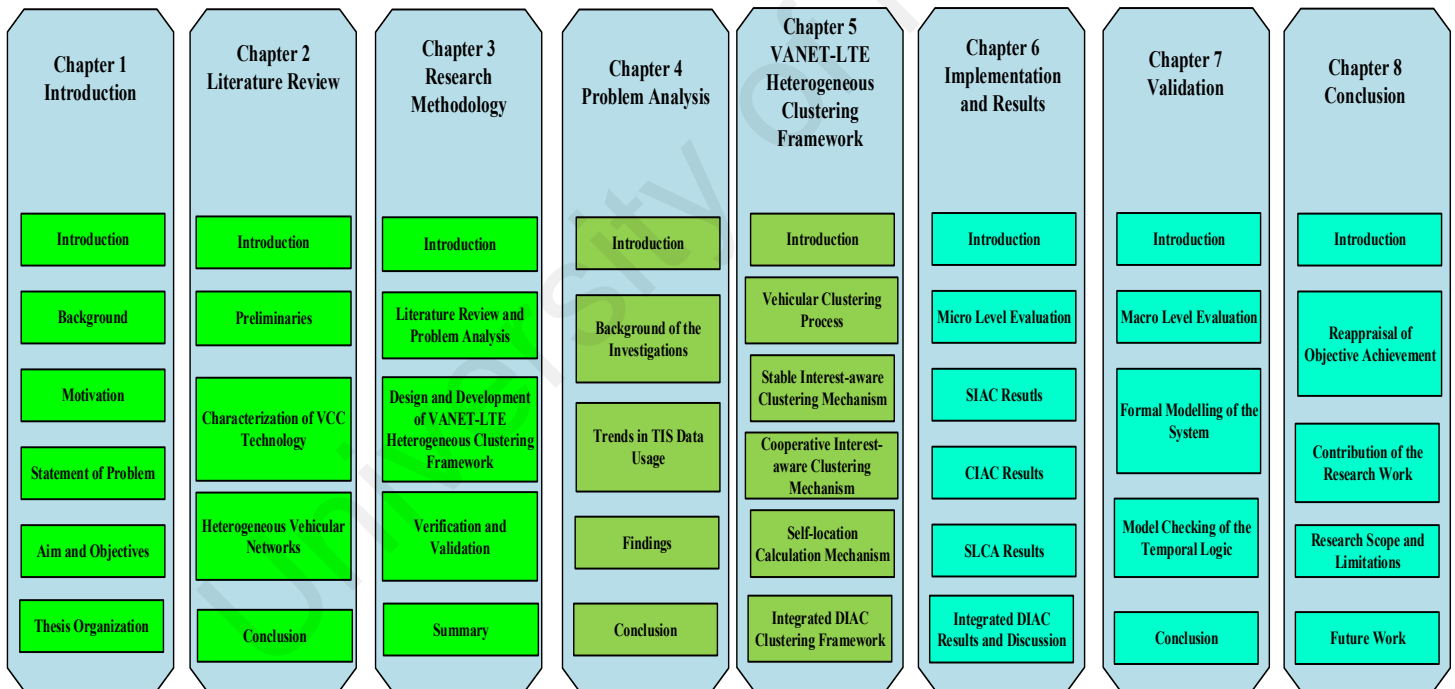 Chapter 1
Introduction
Introduction
Background
Motivation
Statement of Problem
Aim and Objectives
Thesis Organization
Chapter 2
Literature Review
Introduction
Preliminaries
Characterization of VCC
Technology
Heterogeneous Vehicular
Networks
Conclusion
Chapter 3
Research
Methodology
Introduction
Literature Review and
Problem Analysis
Design and Development
of VANET-LTE
Heterogeneous Clustering
Framework
Verification and
Validation
Summary
Chapter 4
Problem Analysis
Introduction
Background of the
Investigations
Trends in TIS Data
Usage
Findings
Conclusion
Chapter 5
VANET-LTE
Heterogeneous
Clustering
Framework
Introduction
Vehicular Clustering
Process
Stable Interest-aware
Clustering Mechanism
Cooperative Interest-
aware Clustering
Mechanism
Self-location
Calculation Mechanism
Integrated DIAC
Clustering Framework
Chapter 6
Implementation
and Results
Introduction
Micro Level Evaluation
SIAC Resutls
CIAC Results
SLCA Results
Integrated DIAC
Results and Discussion
Chapter 7
Validation
Introduction
Macro Level Evaluation
Formal Modelling of the
System
Model Checking of the
Temporal Logic
Conclusion
Chapter 8
Conclusion
Introduction
Reappraisal of
Objective Achievement
Contribution of the
Research Work
Research Scope and
Limitations
Future Work
University of